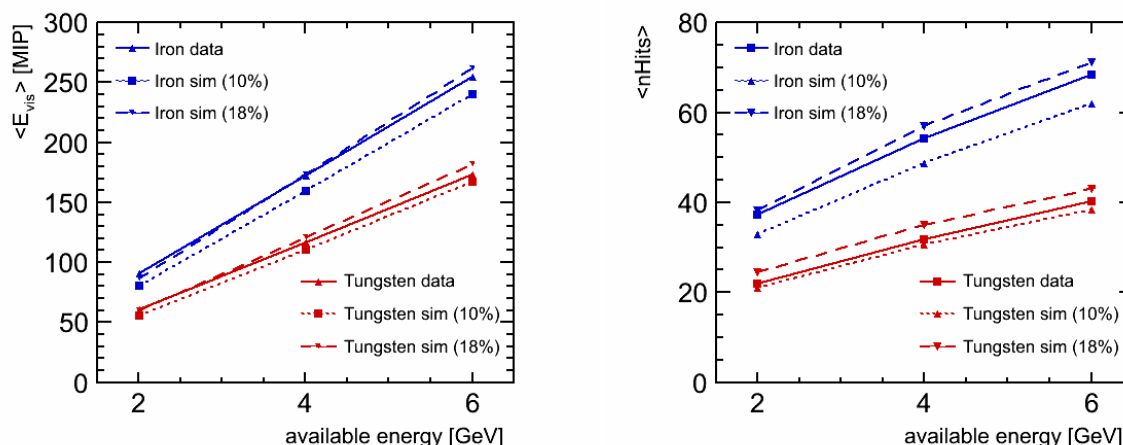 <E_vis> [MIP]
300
250
200
150
100
50
0
Iron data
Iron sim (10%)
Iron sim (18%)
Tungsten data
Tungsten sim (10%)
Tungsten sim (18%)
2 4 6
available energy [GeV]
<nHits>
80
60
40
20
0
Iron data
Iron sim (10%)
Iron sim (18%)
Tungsten data
Tungsten sim (10%)
Tungsten sim (18%)
2 4 6
available energy [GeV]